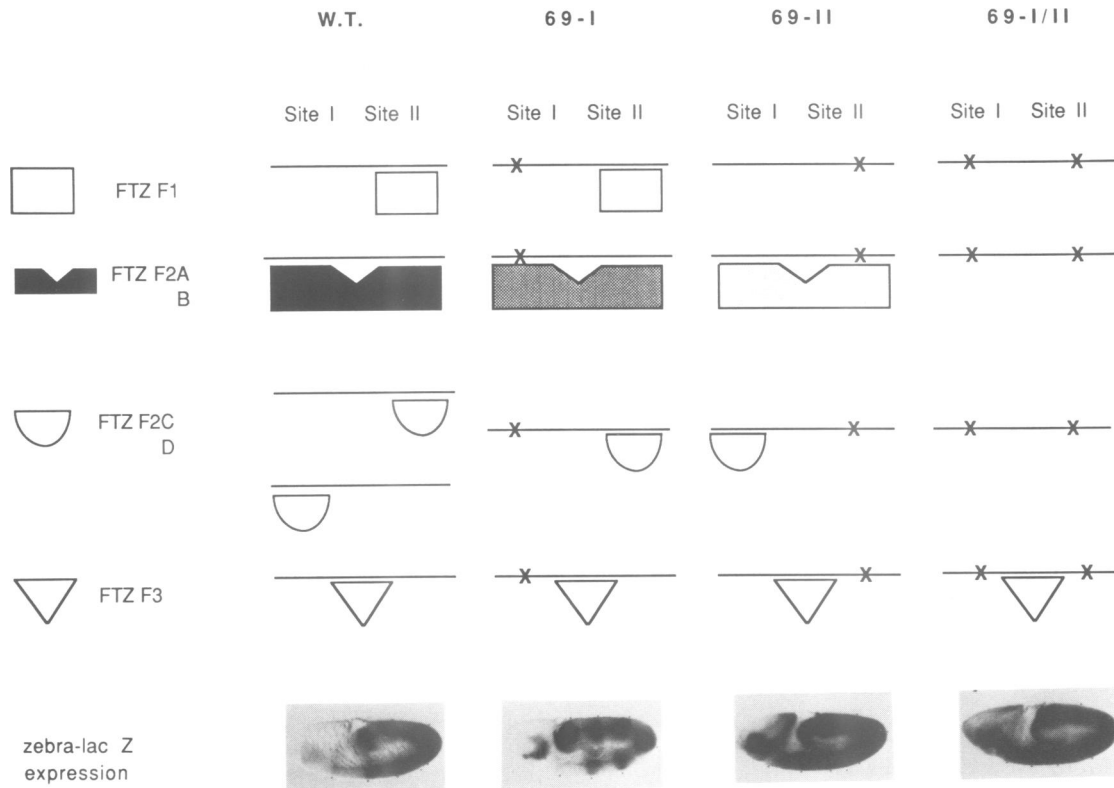 W.T. 69-I 69-II 69-I/II
Site I Site II Site I Site II Site I Site II Site I Site II
X X X X
FTZ F1
X X X X
FTZ F2A
B
FTZ F2C
D
X X X X
X X X X
FTZ F3
zebra-lac Z
expression